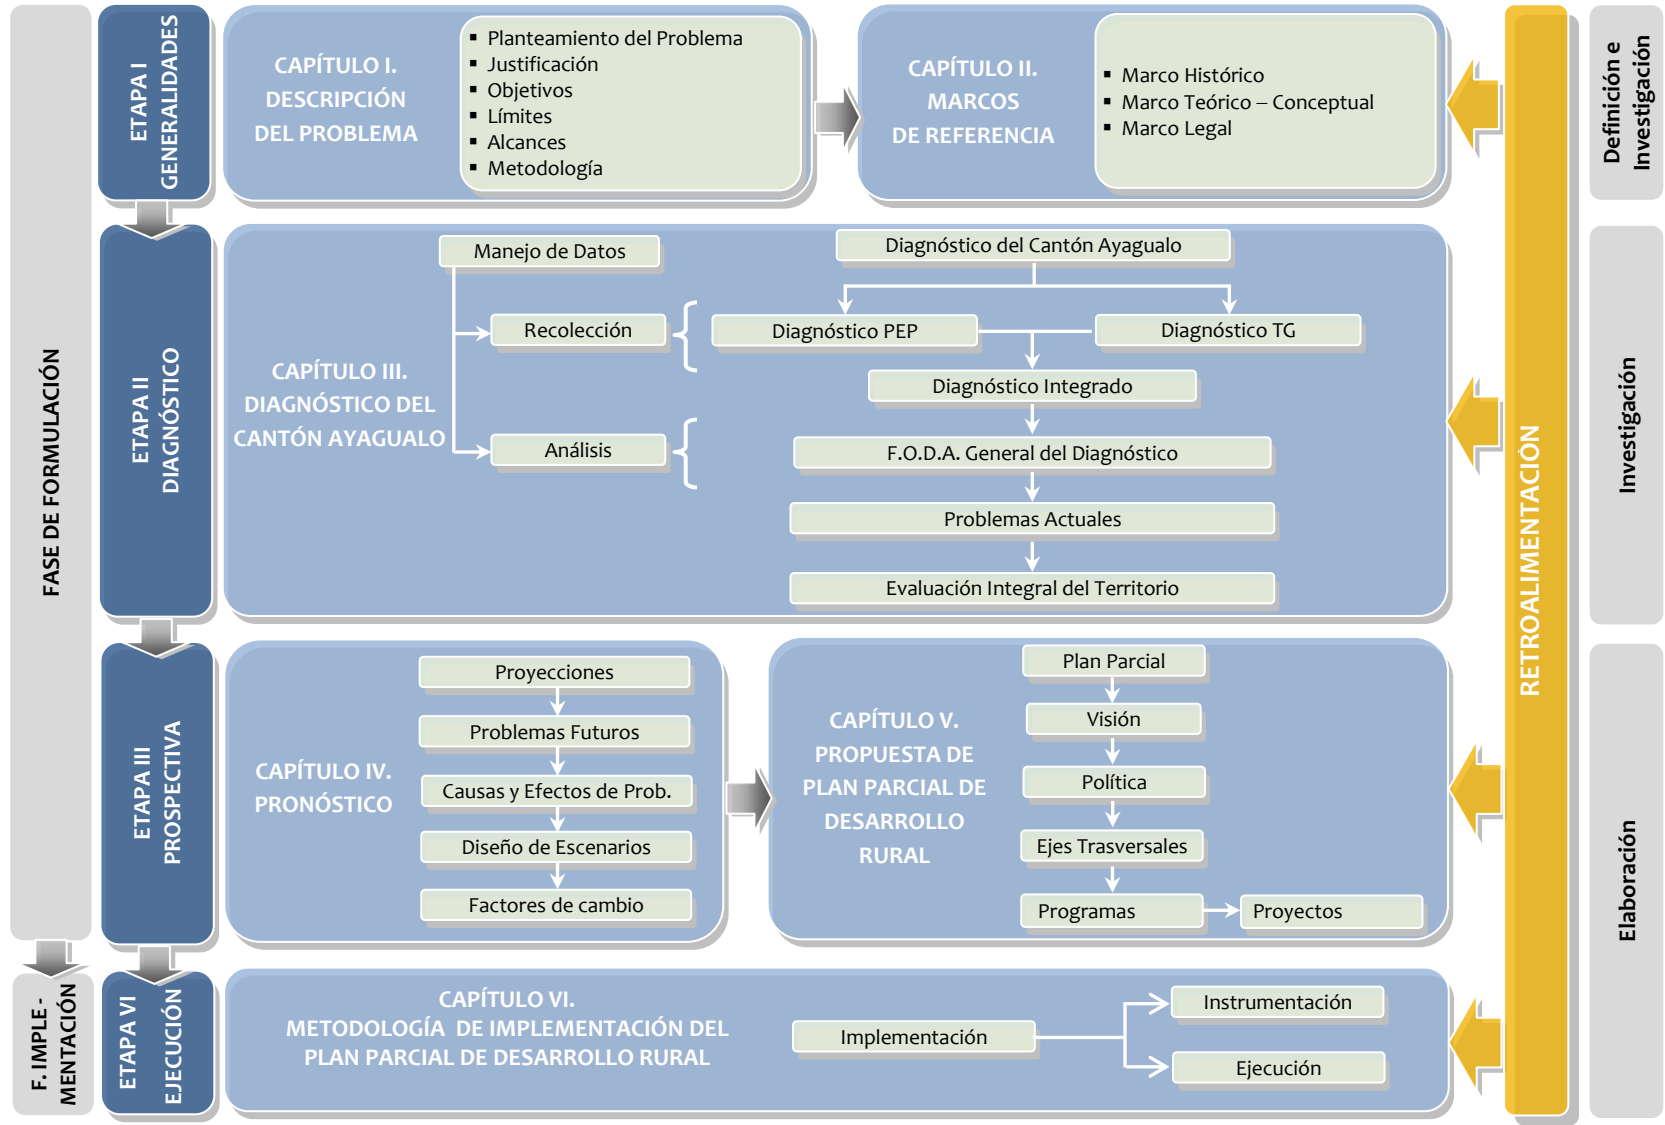 FASE DE FORMULACIÓN
F. IMPLE -
MENTACIÓN
ETAPA I
GENERALIDADES
CAPÍTULO I.
DESCRIPCIÓN
DEL PROBLEMA
▪ Planteamiento del Problema
▪ Justificación
▪ Objetivos
▪ Límites
▪ Alcances
▪ Metodología
CAPÍTULO II.
MARCOS
DE REFERENCIA
▪ Marco Histórico
▪ Marco Teórico – Conceptual
▪ Marco Legal
Definición e
Investigación
ETAPA II
DIAGNÓSTICO
CAPÍTULO III.
DIAGNÓSTICO DEL
CANTÓN AYAGUALO
Manejo de Datos
Recolección
Análisis
Diagnóstico del Cantón Ayagualo
Diagnóstico PEP
Diagnóstico TG
Diagnóstico Integrado
F.O.D.A. General del Diagnóstico
Problemas Actuales
Evaluación Integral del Territorio
RETROALIMENTACIÓN
Investigación
ETAPA III
PROSPECTIVA
CAPÍTULO IV.
PRONÓSTICO
Proyecciones
Problemas Futuros
Causas y Efectos de Prob.
Diseño de Escenarios
Factores de cambio
CAPÍTULO V.
PROPUESTA DE
PLAN PARCIAL DE
DESARROLLO
RURAL
Plan Parcial
Visión
Política
Ejes Trasversales
Programas
Proyectos
Elaboración
ETAPA VI
EJECUCIÓN
CAPÍTULO VI.
METODOLOGÍA DE IMPLEMENTACIÓN DEL
PLAN PARCIAL DE DESARROLLO RURAL
Implementación
Instrumentación
Ejecución